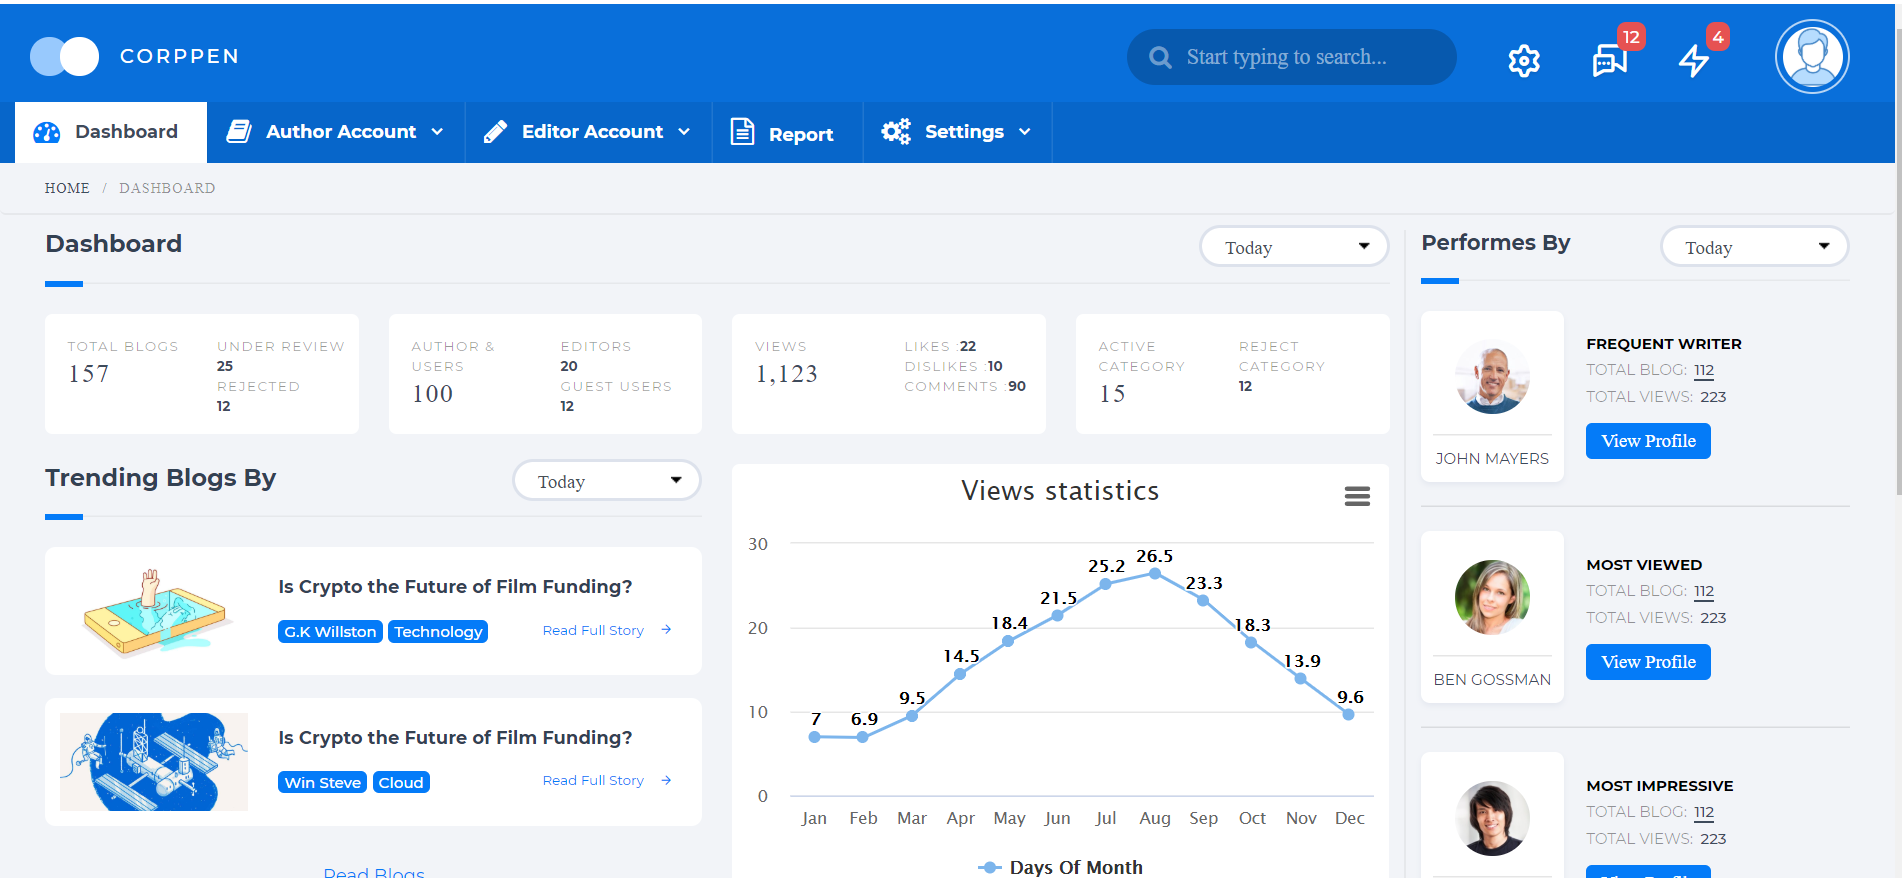 CORPPEN
Start typing to search...
12
4
Dashboard
Author Account
Editor Account
Report
Settings
HOME / DASHBOARD
Dashboard
Today
TOTAL BLOGS
157
UNDER REVIEW
25
REJECTED
12
AUTHOR &
USERS
100
EDITORS
20
GUEST USERS
12
VIEWS
1,123
LIKES :22
DISLIKES :10
COMMENTS :90
ACTIVE
CATEGORY
15
REJECT
CATEGORY
12
Trending Blogs By
Today
Is Crypto the Future of Film Funding?
G.K Willston Technology Read Full Story →
Is Crypto the Future of Film Funding?
Win Steve Cloud Read Full Story →
Read Blogs
Views statistics
30
20
10
0
7 6.9 9.5 14.5 18.4 21.5 25.2 26.5 23.3 18.3 13.9 9.6
Jan Feb Mar Apr May Jun Jul Aug Sep Oct Nov Dec
Days Of Month
Performes By
Today
JOHN MAYERS
FREQUENT WRITER
TOTAL BLOG: 112
TOTAL VIEWS: 223
View Profile
BEN GOSSMAN
MOST VIEWED
TOTAL BLOG: 112
TOTAL VIEWS: 223
View Profile
MOST IMPRESSIVE
TOTAL BLOG: 112
TOTAL VIEWS: 223